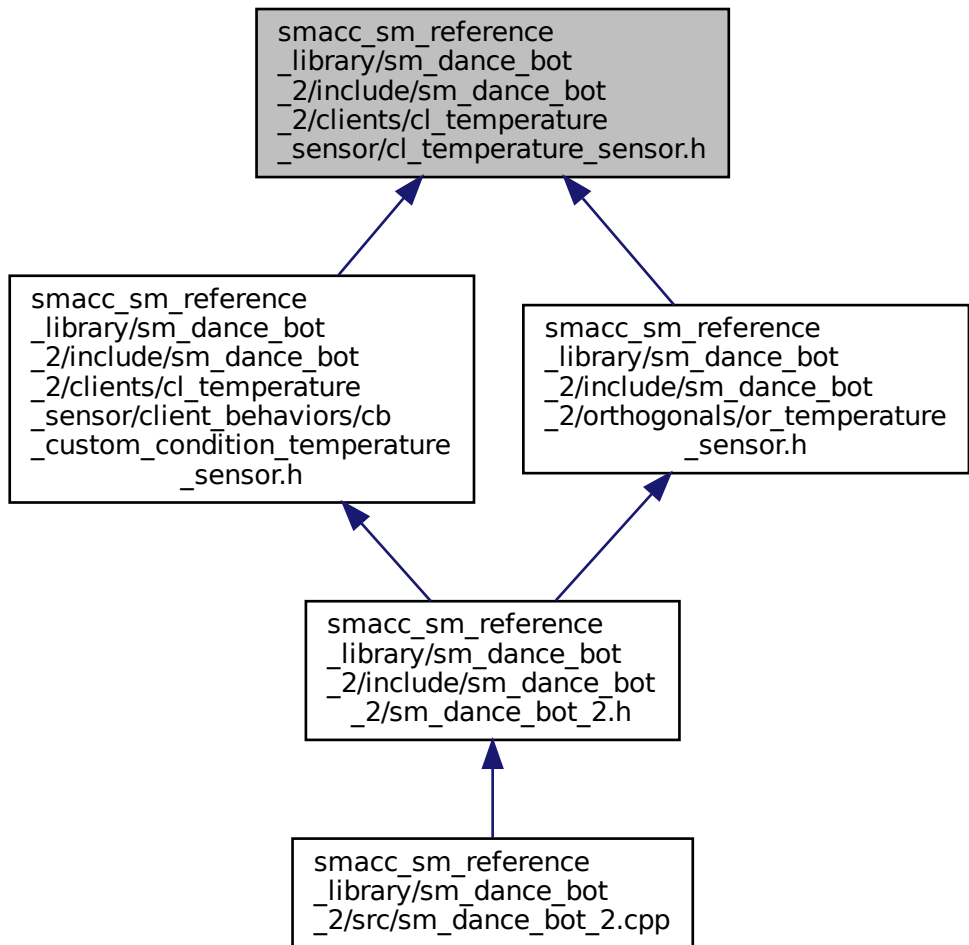 smacc_sm_reference
_library/sm_dance_bot
_2/include/sm_dance_bot
_2/clients/cl_temperature
_sensor/cl_temperature_sensor.h
smacc_sm_reference
_library/sm_dance_bot
_2/include/sm_dance_bot
_2/clients/cl_temperature
_sensor/client_behaviors/cb
_custom_condition_temperature
_sensor.h
smacc_sm_reference
_library/sm_dance_bot
_2/include/sm_dance_bot
_2/orthogonals/or_temperature
_sensor.h
smacc_sm_reference
_library/sm_dance_bot
_2/include/sm_dance_bot
_2/sm_dance_bot_2.h
smacc_sm_reference
_library/sm_dance_bot
_2/src/sm_dance_bot_2.cpp